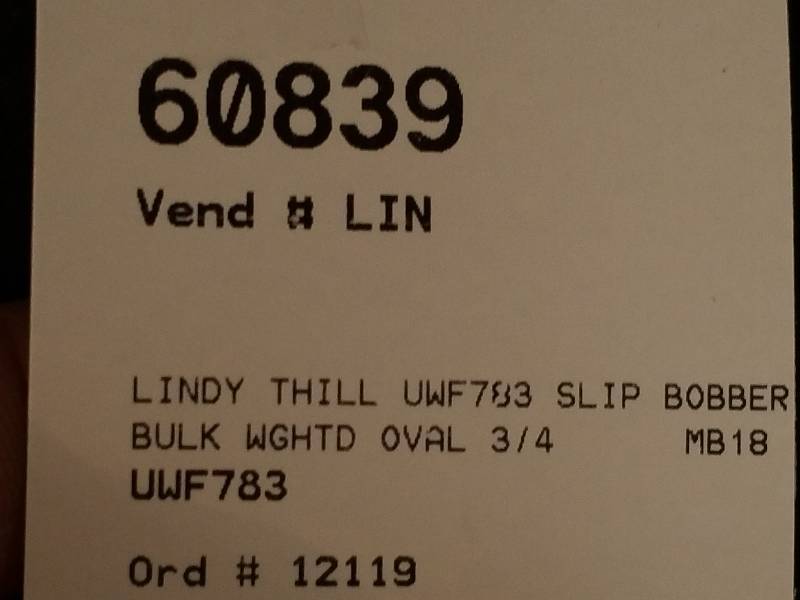 60839
Vend # LIN
LINDY THILL UWF783 SLIP BOBBER
BULK WGHTD OVAL 3/4 MB18
UWF783
Ord # 12119